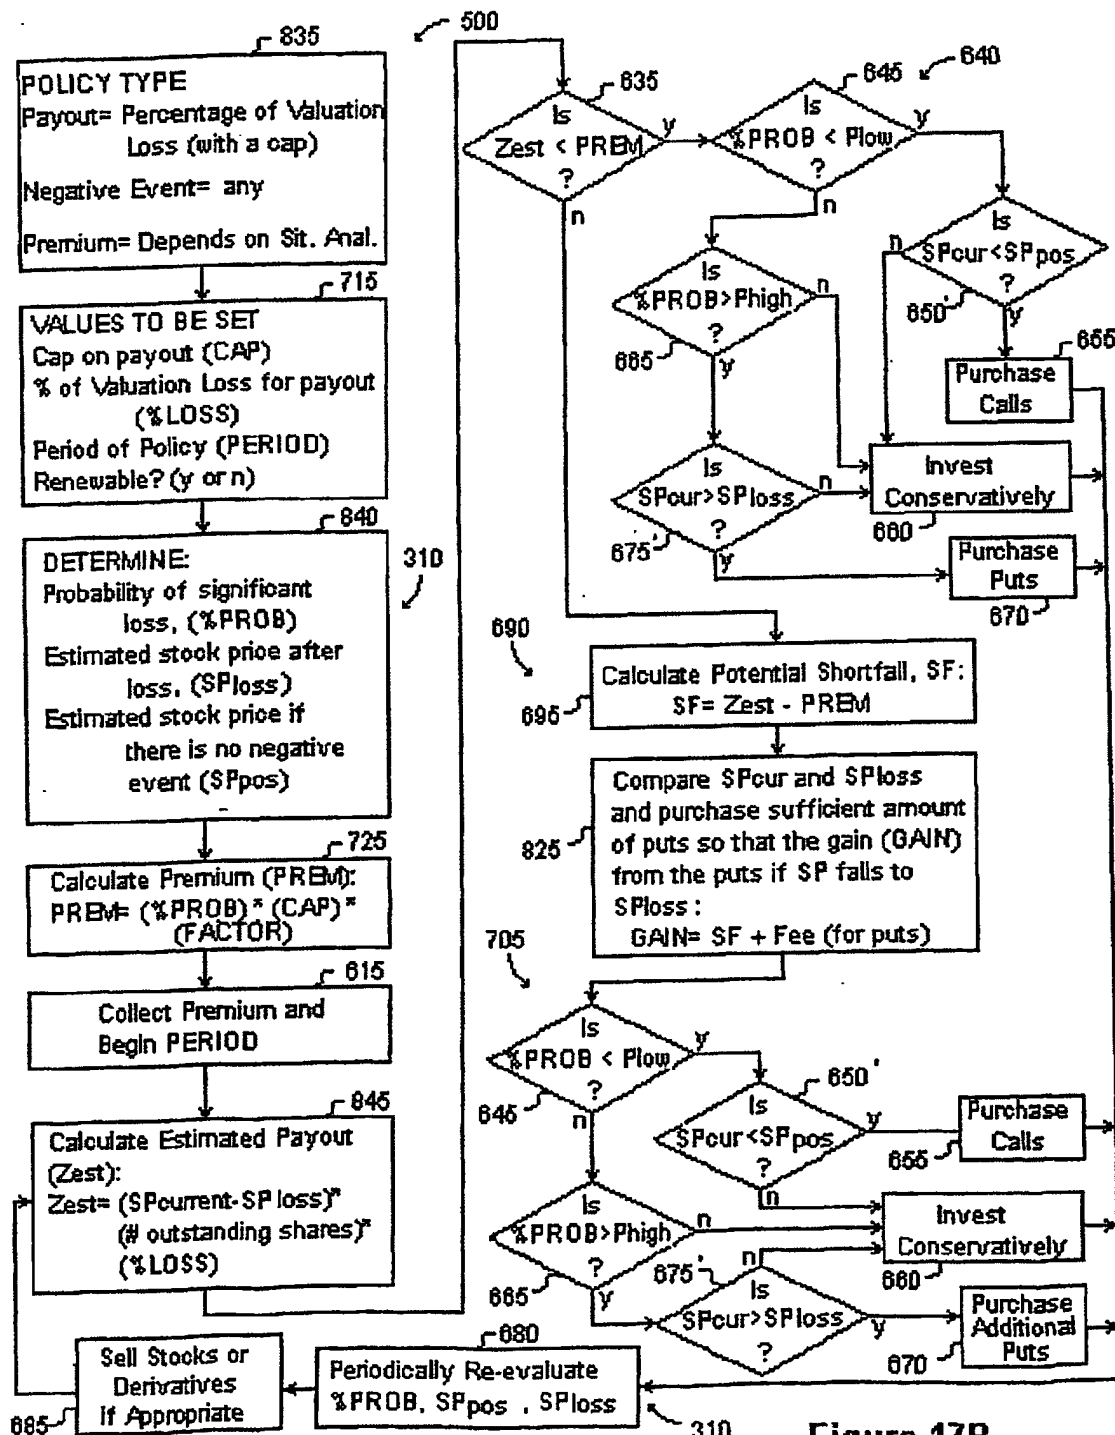 835
500
POLICY TYPE
Payout= Percentage of Valuation
Loss (with a cap)
Negative Event= any
Premium= Depends on Sit. Anal.
715
VALUES TO BE SET
Cap on payout (CAP)
% of Valuation Loss for payout
(%LOSS)
Period of Policy (PERIOD)
Renewable? (y or n)
840
310
DETERMINE:
Probability of significant
loss, (%PROB)
Estimated stock price after
loss, (SPloss)
Estimated stock price if
there is no negative
event (SPpos)
725
Calculate Premium (PREM):
PREM= (%PROB)* (CAP)*
(FACTOR)
615
Collect Premium and
Begin PERIOD
845
Calculate Estimated Payout
(Zest):
Zest= (SPcurrent-SPloss)*
(# outstanding shares)*
(%LOSS)
635
Is
Zest < PREM
?
y
n
645
640
Is
%PROB < Plow
?
y
n
Is
SPcur<SPpos
?
650'
n
y
655
Purchase
Calls
Is
%PROB>Phigh
?
665
n
y
Is
SPcur>SPloss
?
675'
n
y
Invest
Conservatively
660
Purchase
Puts
670
690
Calculate Potential Shortfall, SF:
SF= Zest - PREM
695
Compare SPcur and SPloss
and purchase sufficient amount
of puts so that the gain (GAIN)
from the puts if SP falls to
SPloss:
GAIN= SF + Fee (for puts)
825
705
Is
%PROB < Plow
?
645
y
n
650'
Is
SPcur<SPpos
?
y
n
Purchase
Calls
655
Is
%PROB>Phigh
?
665
n
y
Invest
Conservatively
660
675'
Is
SPcur>SPloss
?
n
y
Purchase
Additional
Puts
670
680
Periodically Re-evaluate
%PROB, SPpos , SPloss
310
Sell Stocks or
Derivatives
If Appropriate
685
Figure 17B